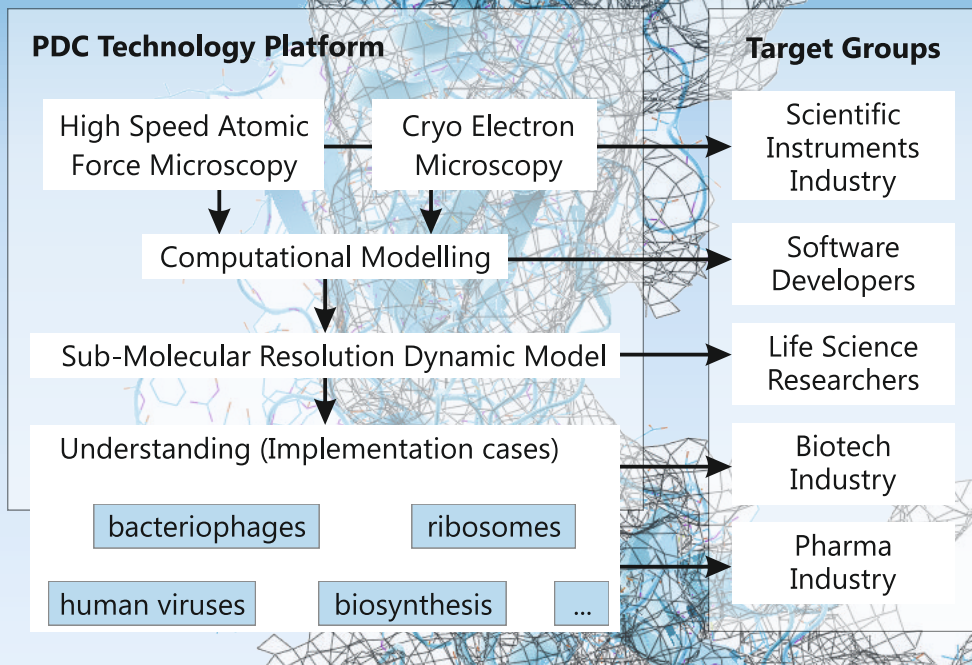 PDC Technology Platform
Target Groups
High Speed Atomic
Force Microscopy
Cryo Electron
Microscopy
Scientific
Instruments
Industry
Computational Modelling
Software
Developers
Sub-Molecular Resolution Dynamic Model
Life Science
Researchers
Understanding (Implementation cases)
Biotech
Industry
bacteriophages
ribosomes
Pharma
Industry
human viruses
biosynthesis
...